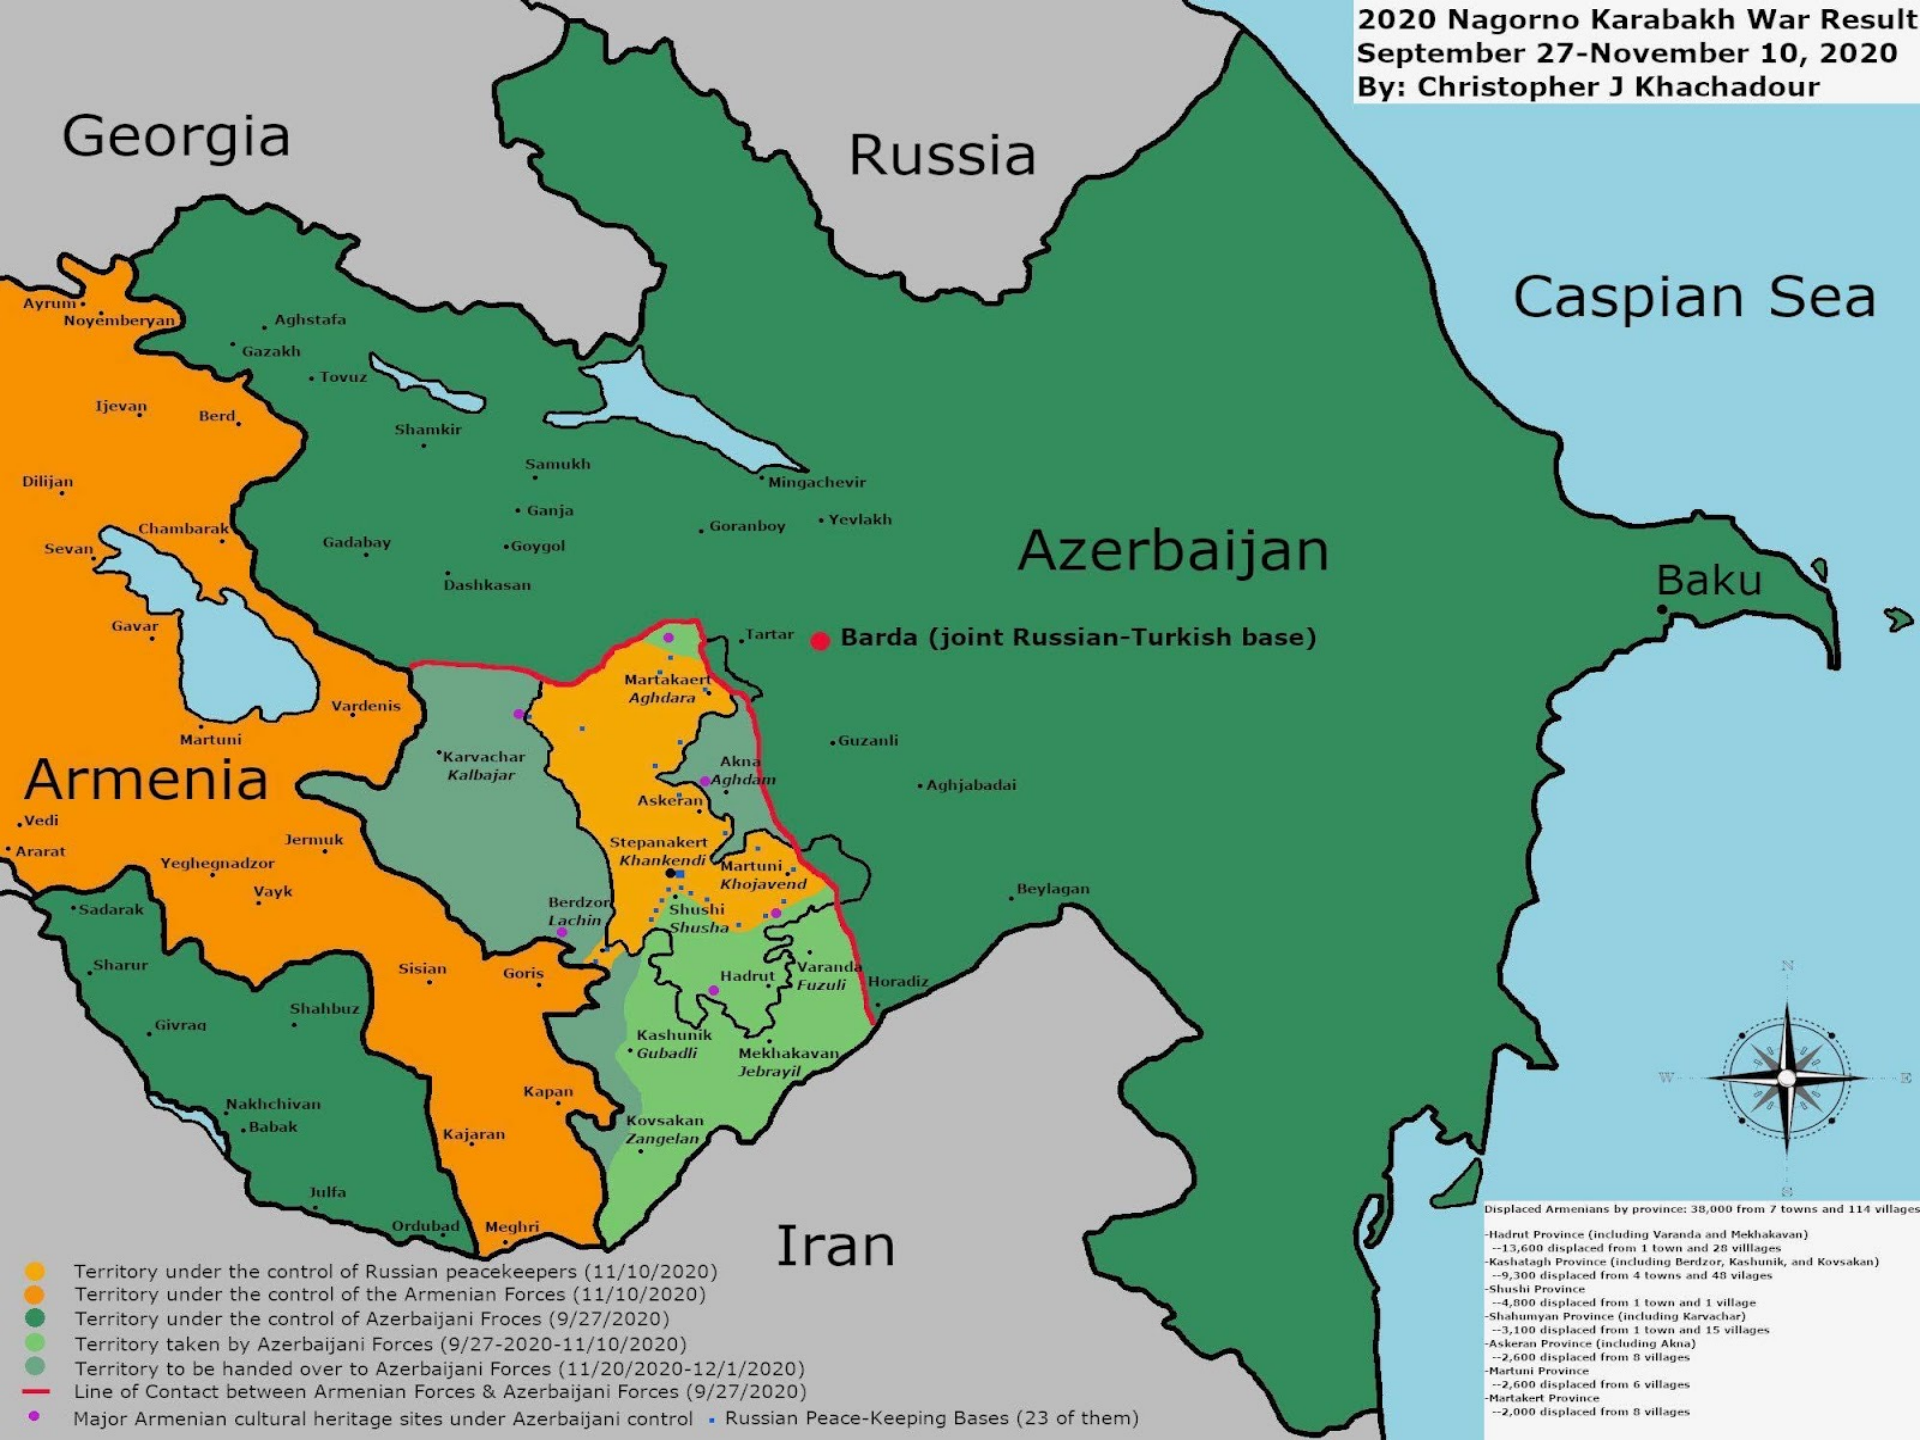 2020 Nagorno Karabakh War Result
September 27-November 10, 2020
By: Christopher J Khachadour
Georgia
Russia
Caspian Sea
Ayrum
Noyemberyan
Aghstafa
Gazakh
Tovuz
Ijevan
Berd
Shamkir
Samukh
Dilijan
Mingachevir
Ganja
Yevlakh
Goranboy
Chambarak
Sevan
Gadabay
Goygol
Azerbaijan
Dashkasan
Baku
Gavar
Tartar
Barda (joint Russian-Turkish base)
Martakaert
Aghdara
Vardenis
Martuni
Guzanli
Karvachar
Kalbajar
Akna
Aghdam
Armenia
Aghjabadai
Askeran
Vedi
Jermuk
Stepanakert
Khankendi
Ararat
Yeghegnadzor
Martuni
Khojavend
Vayk
Beylagan
Berdzor
Lachin
Shushi
Shusha
Sadarak
Sharur
Sisian
Goris
Hadrut
Varanda
Fuzuli
Horadiz
N
Shahbuz
Givraq
Kashunik
Gubadli
Mekhakavan
Jebrayil
W
E
Kapan
Nakhchivan
Babak
Kajaran
Kovsakan
Zangelan
Julfa
S
Ordubad
Meghri
Iran
Territory under the control of Russian peacekeepers (11/10/2020)
Territory under the control of the Armenian Forces (11/10/2020)
Territory under the control of Azerbaijani Froces (9/27/2020)
Territory taken by Azerbaijani Forces (9/27-2020-11/10/2020)
Territory to be handed over to Azerbaijani Forces (11/20/2020-12/1/2020)
Line of Contact between Armenian Forces & Azerbaijani Forces (9/27/2020)
Major Armenian cultural heritage sites under Azerbaijani control
Russian Peace-Keeping Bases (23 of them)
Displaced Armenians by province: 38,000 from 7 towns and 114 villages
-Hadrut Province (including Varanda and Mekhakavan)
--13,600 displaced from 1 town and 28 villlages
-Kashatagh Province (including Berdzor, Kashunik, and Kovsakan)
--9,300 displaced from 4 towns and 48 vilages
-Shushi Province
--4,800 displaced from 1 town and 1 village
-Shahumyan Province (including Karvachar)
--3,100 displaced from 1 town and 15 villages
-Askeran Province (including Akna)
--2,600 displaced from 8 villages
-Martuni Province
--2,600 displaced from 6 villages
-Martakert Province
--2,000 displaced from 8 villages